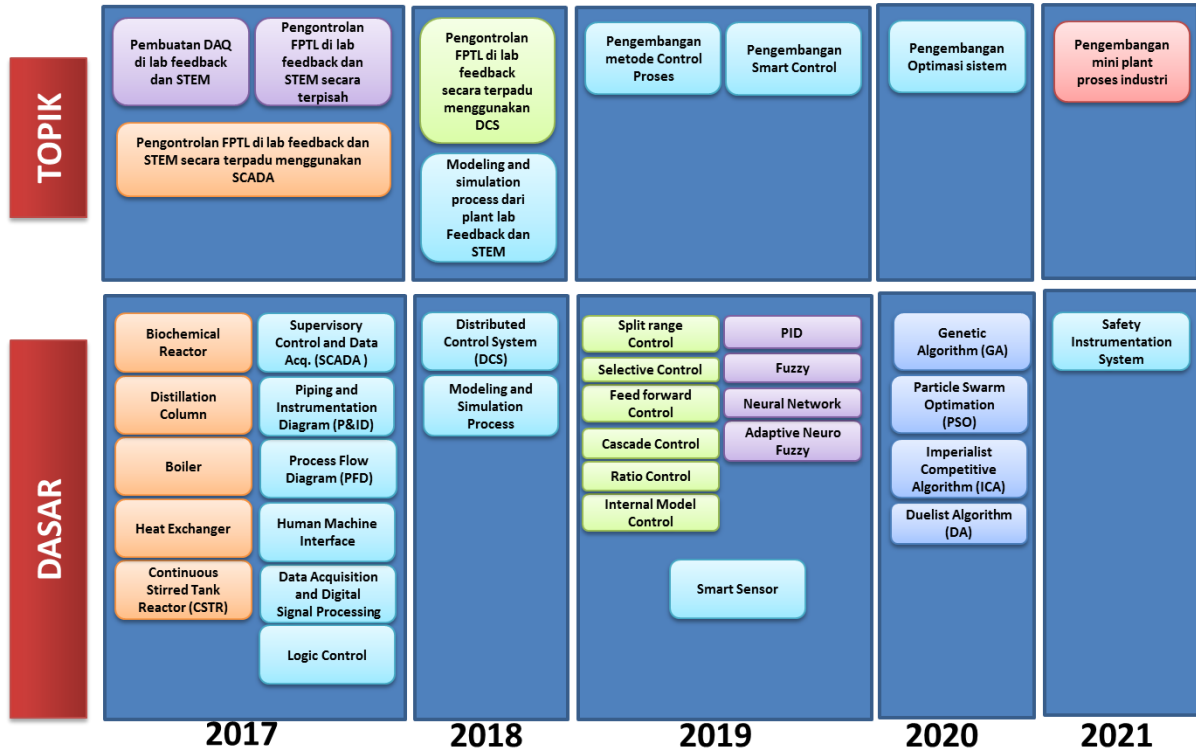 TOPIK
Pembuatan DAQ
di lab feedback
dan STEM
Pengontrolan
FPTL di lab
feedback dan
STEM secara
terpisah
Pengontrolan FPTL di lab feedback dan
STEM secara terpadu menggunakan
SCADA
Pengontrolan
FPTL di lab
feedback
secara terpadu
menggunakan
DCS
Modeling and
simulation
process dari
plant lab
Feedback dan
STEM
Pengembangan
metode Control
Proses
Pengembangan
Smart Control
Pengembangan
Optimasi sistem
Pengembangan
mini plant
proses industri
DASAR
Biochemical
Reactor
Distillation
Column
Boiler
Heat Exchanger
Continuous
Stirred Tank
Reactor (CSTR)
Supervisory
Control and Data
Acq. (SCADA )
Piping and
Instrumentation
Diagram (P&ID)
Process Flow
Diagram (PFD)
Human Machine
Interface
Data Acquisition
and Digital
Signal Processing
Logic Control
Distributed
Control System
(DCS)
Modeling and
Simulation
Process
Split range
Control
Selective Control
Feed forward
Control
Cascade Control
Ratio Control
Internal Model
Control
PID
Fuzzy
Neural Network
Adaptive Neuro
Fuzzy
Smart Sensor
Genetic
Algorithm (GA)
Particle Swarm
Optimation
(PSO)
Imperialist
Competitive
Algorithm (ICA)
Duelist Algorithm
(DA)
Safety
Instrumentation
System
2017
2018
2019
2020
2021